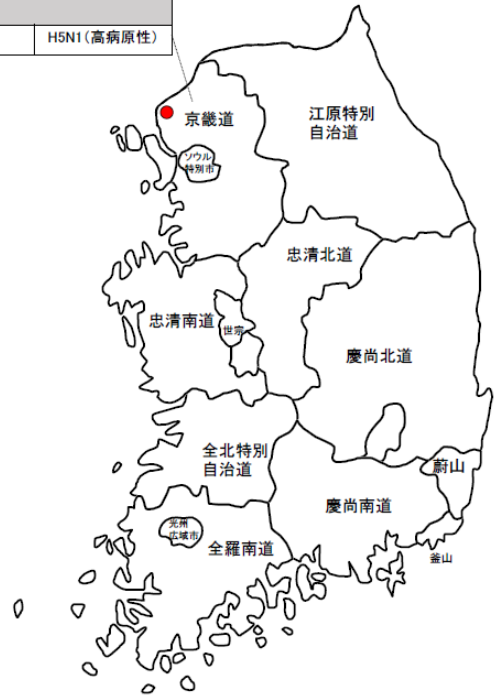 H5N1(高病原性)
京畿道
江原特別
自治道
ソウル
特別市
忠清北道
忠清南道
世宗
慶尚北道
全北特別
自治道
蔚山
慶尚南道
光州
広域市
全羅南道
釜山